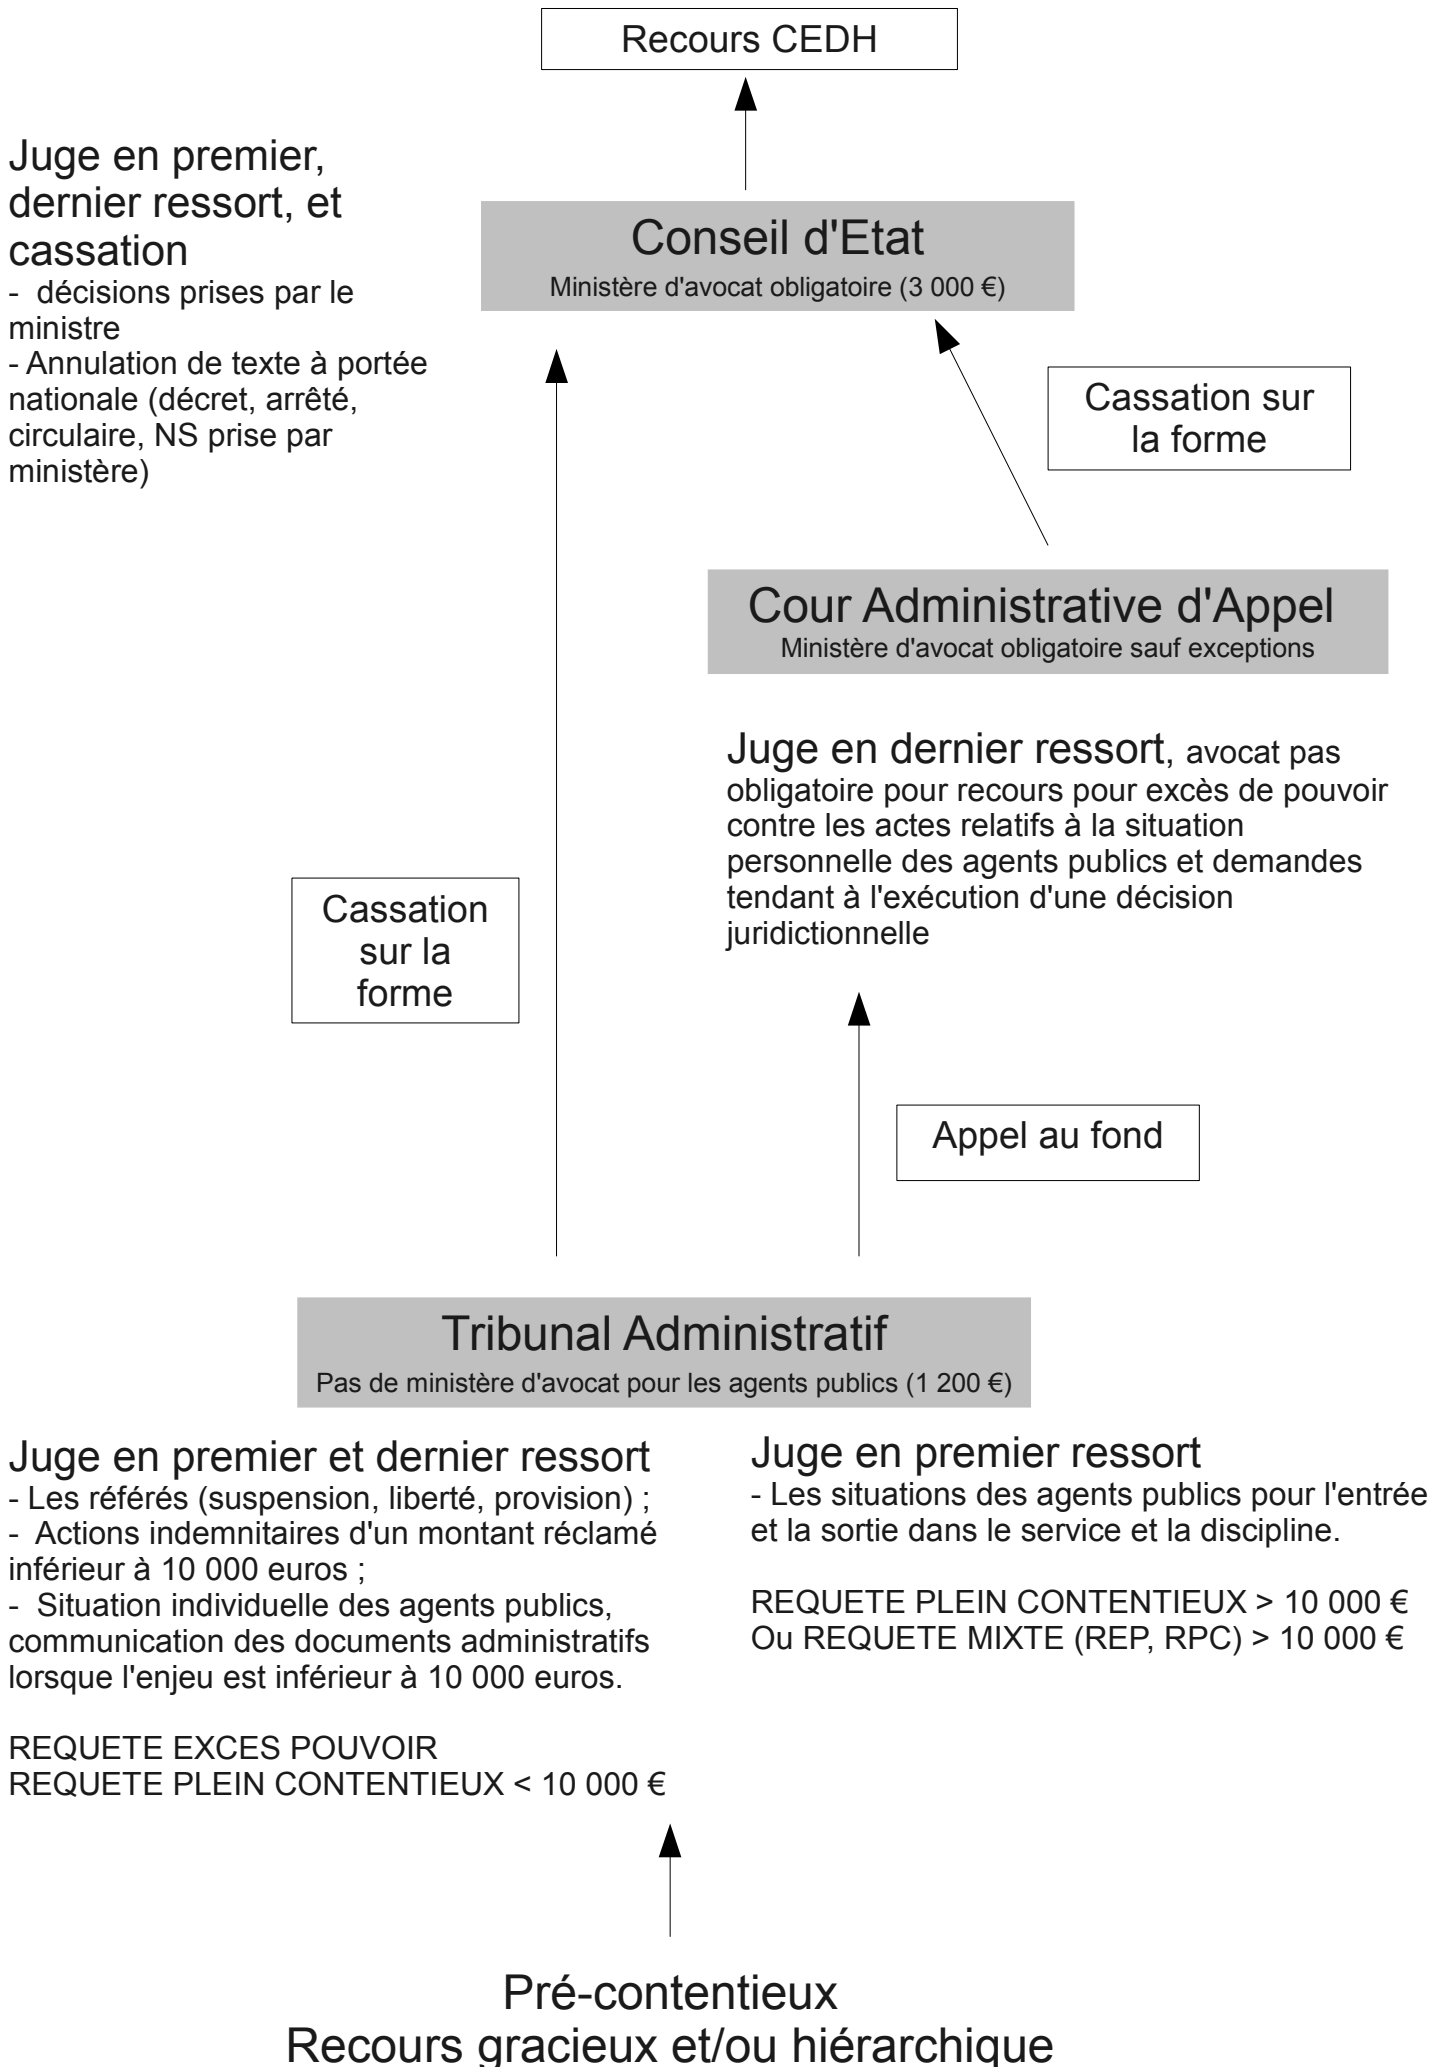 Recours CEDH
Juge en premier,
dernier ressort, et
cassation
- décisions prises par le
ministre
- Annulation de texte à portée
nationale (décret, arrêté,
circulaire, NS prise par
ministère)
Conseil d'Etat
Ministère d'avocat obligatoire (3 000 €)
Cassation sur
la forme
Cour Administrative d'Appel
Ministère d'avocat obligatoire sauf exceptions
Juge en dernier ressort, avocat pas
obligatoire pour recours pour excès de pouvoir
contre les actes relatifs à la situation
personnelle des agents publics et demandes
tendant à l'exécution d'une décision
juridictionnelle
Cassation
sur la
forme
Appel au fond
Tribunal Administratif
Pas de ministère d'avocat pour les agents publics (1 200 €)
Juge en premier et dernier ressort
- Les référés (suspension, liberté, provision) ;
- Actions indemnitaires d'un montant réclamé
inférieur à 10 000 euros ;
- Situation individuelle des agents publics,
communication des documents administratifs
lorsque l'enjeu est inférieur à 10 000 euros.
REQUETE EXCES POUVOIR
REQUETE PLEIN CONTENTIEUX < 10 000 €
Juge en premier ressort
- Les situations des agents publics pour l'entrée
et la sortie dans le service et la discipline.
REQUETE PLEIN CONTENTIEUX > 10 000 €
Ou REQUETE MIXTE (REP, RPC) > 10 000 €
Pré-contentieux
Recours gracieux et/ou hiérarchique